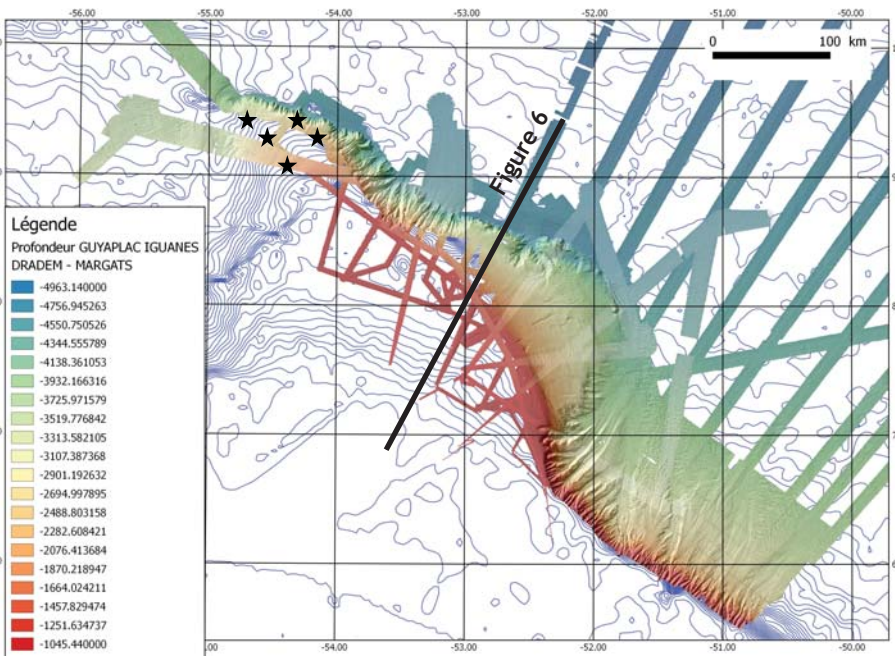 -56.00 -55.00 -54.00 -53.00 -52.00 -51.00 -50.00
0 100 km
Figure 6
Légende
Profondeur GUYAPLAC IGUANES
DRADEM - MARGATS
-4963.140000
-4756.945263
-4550.750526
-4344.555789
-4138.361053
-3932.166316
-3725.971579
-3519.776842
-3313.582105
-3107.387368
-2901.192632
-2694.997895
-2488.803158
-2282.608421
-2076.413684
-1870.218947
-1664.024211
-1457.829474
-1251.634737
-1045.440000
.00 -54.00 -53.00 -52.00 -51.00 -50.00